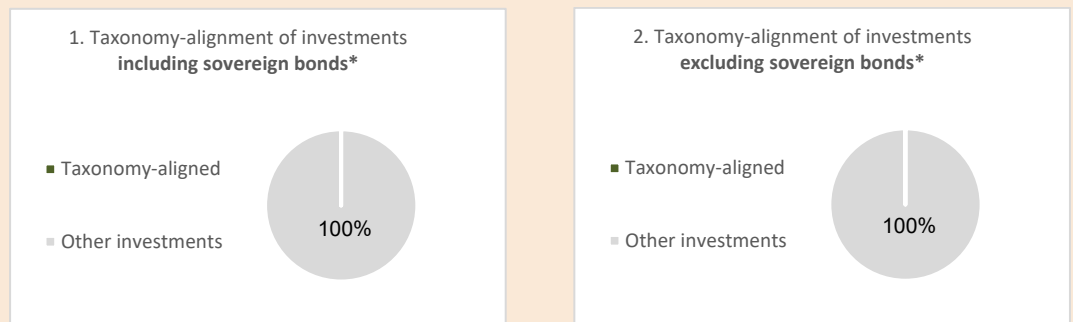 1. Taxonomy-alignment of investments
including sovereign bonds*
Taxonomy-aligned
Other investments
100%
2. Taxonomy-alignment of investments
excluding sovereign bonds*
Taxonomy-aligned
Other investments
100%